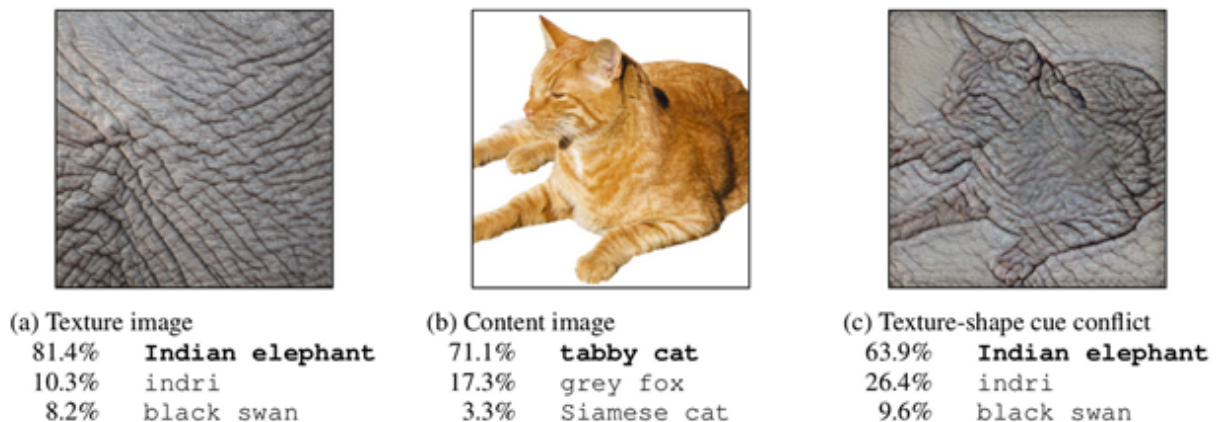 (a) Texture image
81.4% Indian elephant
10.3% indri
8.2% black swan
(b) Content image
71.1% tabby cat
17.3% grey fox
3.3% Siamese cat
(c) Texture-shape cue conflict
63.9% Indian elephant
26.4% indri
9.6% black swan